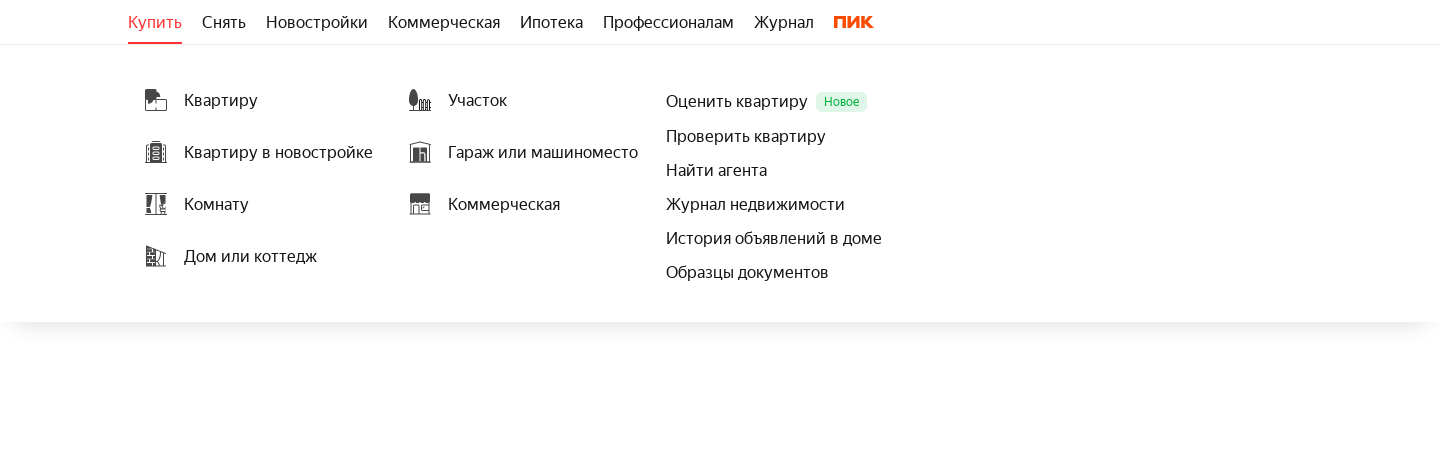 Купить Снять Новостройки Коммерческая Ипотека Профессионалам Журнал ПИК
Квартиру
Квартиру в новостройке
Комнату
Дом или коттедж
Участок
Гараж или машиноместо
Коммерческая
Оценить квартиру Новое
Проверить квартиру
Найти агента
Журнал недвижимости
История объявлений в доме
Образцы документов